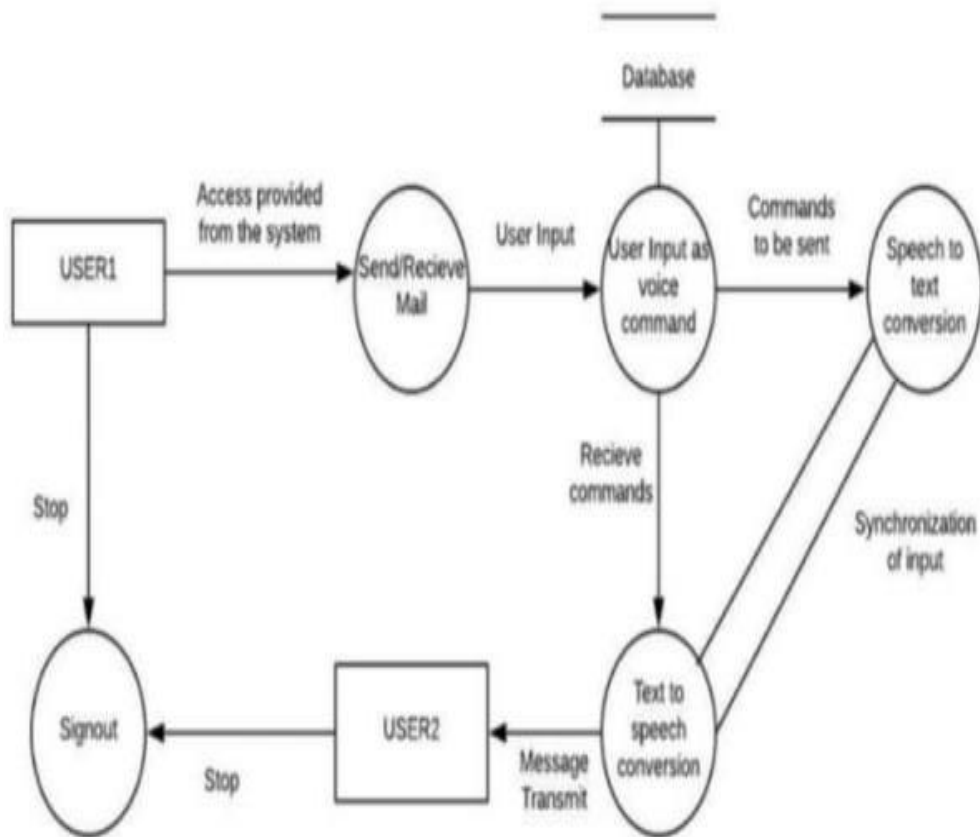 Database
Access provided
from the system
USER1
Send/Recieve
Mail
User Input
User Input as
voice
command
Commands
to be sent
Speech to
text
conversion
Recieve
commands
Stop
Synchronization
of input
Signout
Stop
USER2
Message
Transmit
Text to
speech
conversion